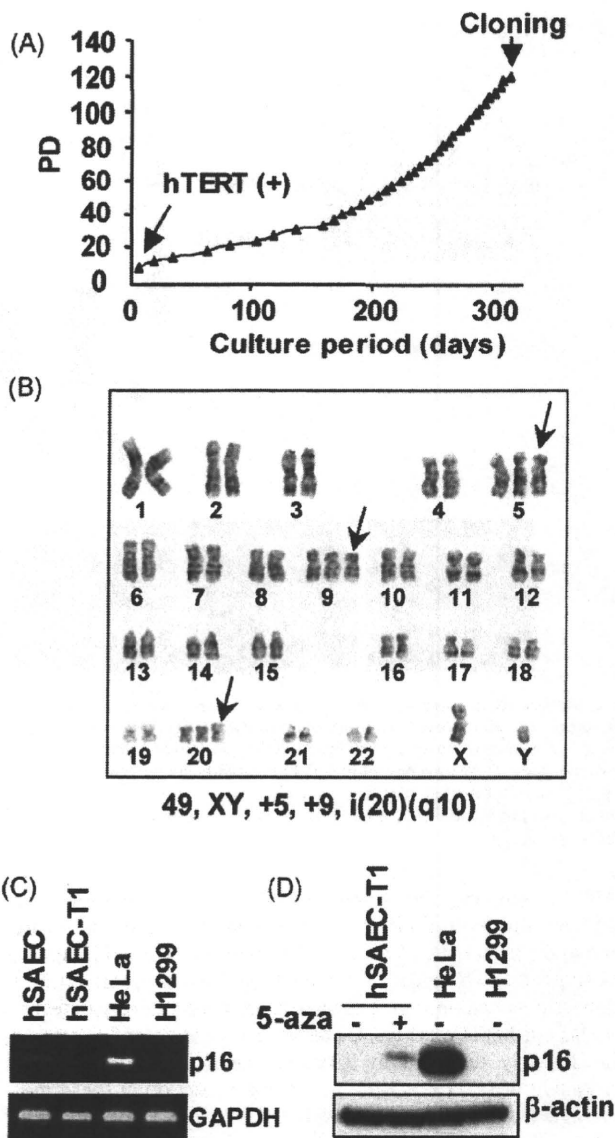 (A)
Cloning
140
120
100
80
60
40
20
0
PD
hTERT (+)
0 100 200 300
Culture period (days)
(B)
1 2 3 4 5
6 7 8 9 10 11 12
13 14 15 16 17 18
19 20 21 22 X Y
49, XY, +5, +9, i(20)(q10)
(C)
hSAEC
hSAEC-T1
HeLa
H1299
p16
GAPDH
(D)
hSAEC-T1
HeLa
H1299
5-aza - + - -
p16
β-actin